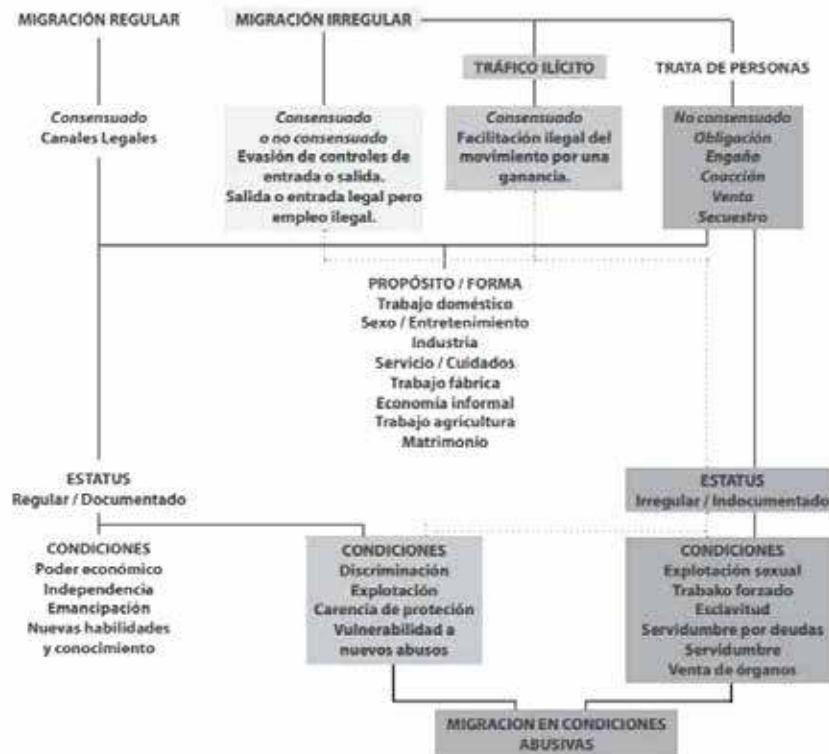 MIGRACIÓN REGULAR
MIGRACIÓN IRREGULAR
TRÁFICO ILÍCITO
TRATA DE PERSONAS
Consensuado
Canales Legales
Consensuado
o no consensuado
Evasión de controles de
entrada o salida.
Salida o entrada legal pero
empleo ilegal.
Consensuado
Facilitación ilegal del
movimiento por una
ganancia.
No consensuado
Obligación
Engaño
Coacción
Venta
Secuestro
PROPÓSITO / FORMA
Trabajo doméstico
Sexo / Entretenimiento
Industria
Servicio / Cuidados
Trabajo fábrica
Economía informal
Trabajo agricultura
Matrimonio
ESTATUS
Regular / Documentado
ESTATUS
Irregular / Indocumentado
CONDICIONES
Poder económico
Independencia
Emancipación
Nuevas habilidades
y conocimiento
CONDICIONES
Discriminación
Explotación
Carencia de proteción
Vulnerabilidad a
nuevos abusos
CONDICIONES
Explotación sexual
Trabako forzado
Esclavitud
Servidumbre por deudas
Servidumbre
Venta de órganos
MIGRACION EN CONDICIONES
ABUSIVAS